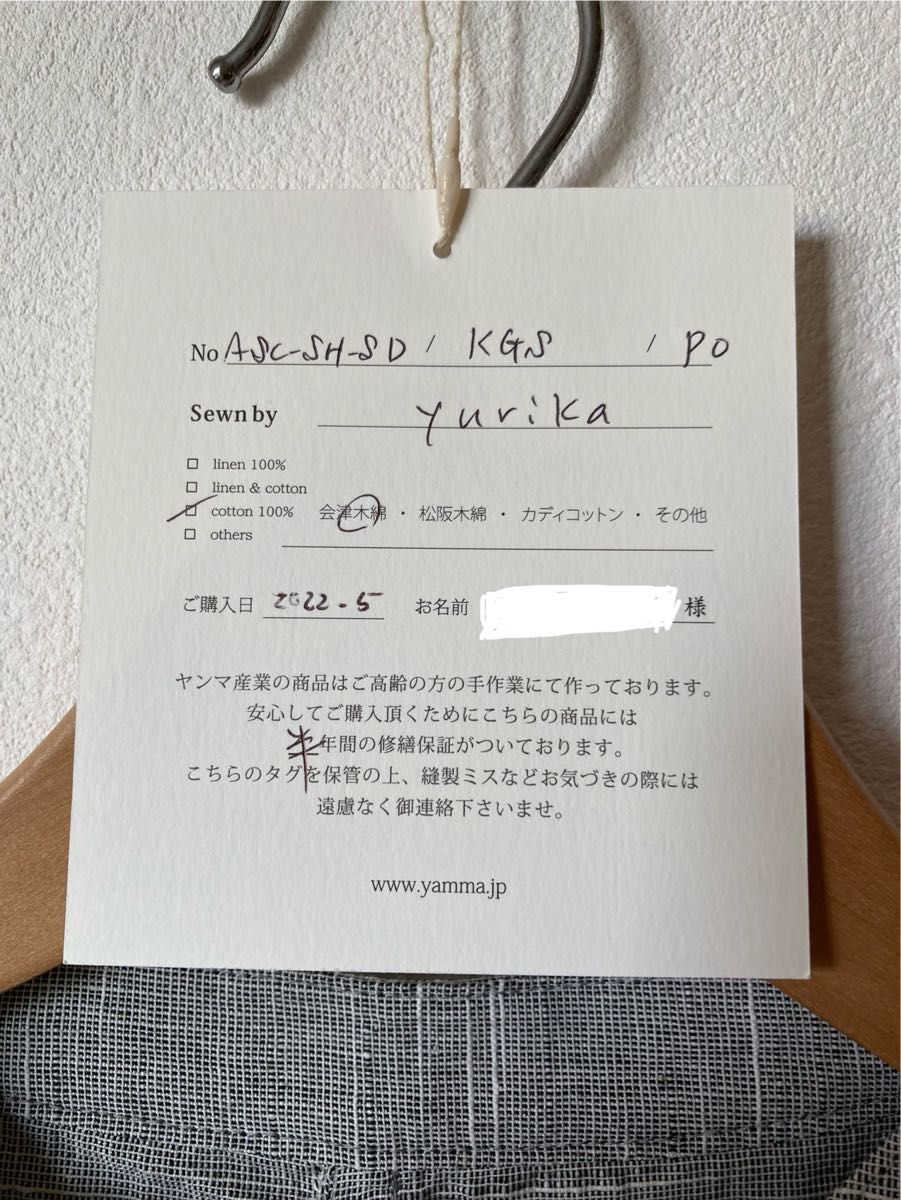 No ASC-SH-SD / KGS / PO
Sewn by yurika
□ linen 100%
□ linen & cotton
□ cotton 100% 会津木綿 ・ 松阪木綿 ・ カディコットン ・ その他
□ others
ご購入日 2022-5 お名前 様
ヤンマ産業の商品はご高齢の方の手作業にて作っております。
安心してご購入頂くためにこちらの商品には
半年間の修繕保証がついております。
こちらのタグを保管の上、縫製ミスなどお気づきの際には
遠慮なく御連絡下さいませ。
www.yamma.jp